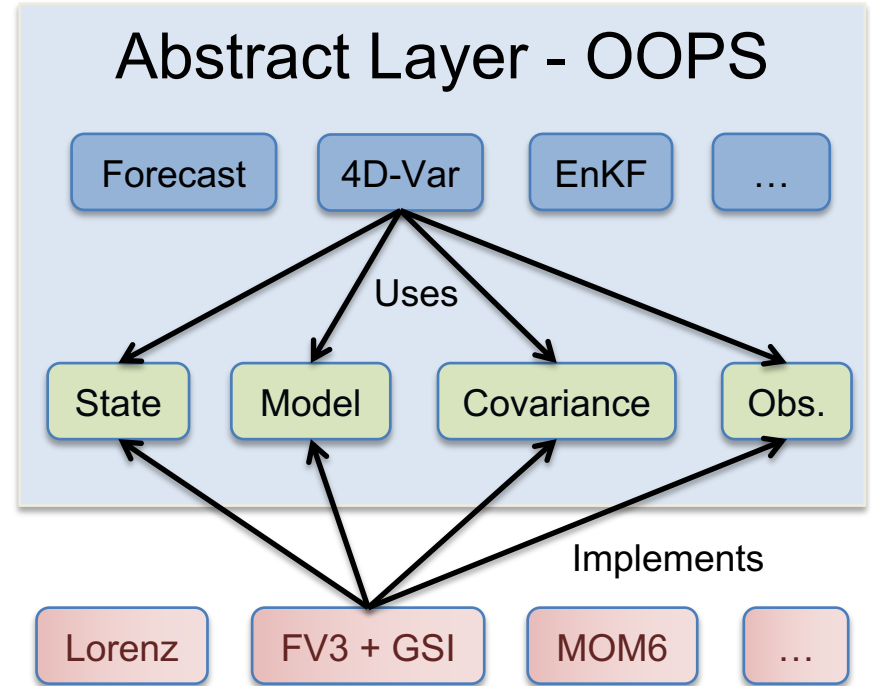 Abstract Layer - OOPS
Forecast
4D-Var
EnKF
…
Uses
State
Model
Covariance
Obs.
Implements
Lorenz
FV3 + GSI
MOM6
…